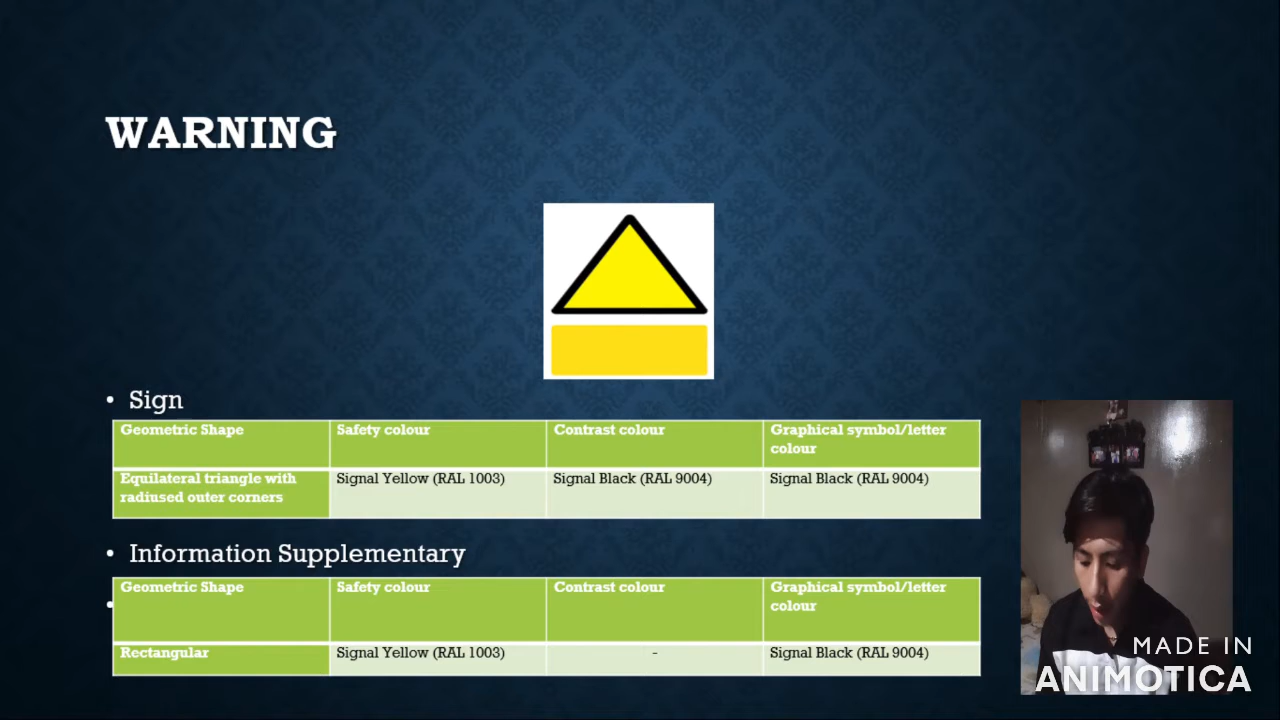 WARNING
• Sign
Geometric Shape Safety colour Contrast colour Graphical symbol/letter
colour
Equilateral triangle with Signal Yellow (RAL 1003) Signal Black (RAL 9004) Signal Black (RAL 9004)
radiused outer corners
• Information Supplementary
Geometric Shape Safety colour Contrast colour Graphical symbol/letter
colour
•
Rectangular Signal Yellow (RAL 1003) - Signal Black (RAL 9004)
MADE IN
ANIMOTICA